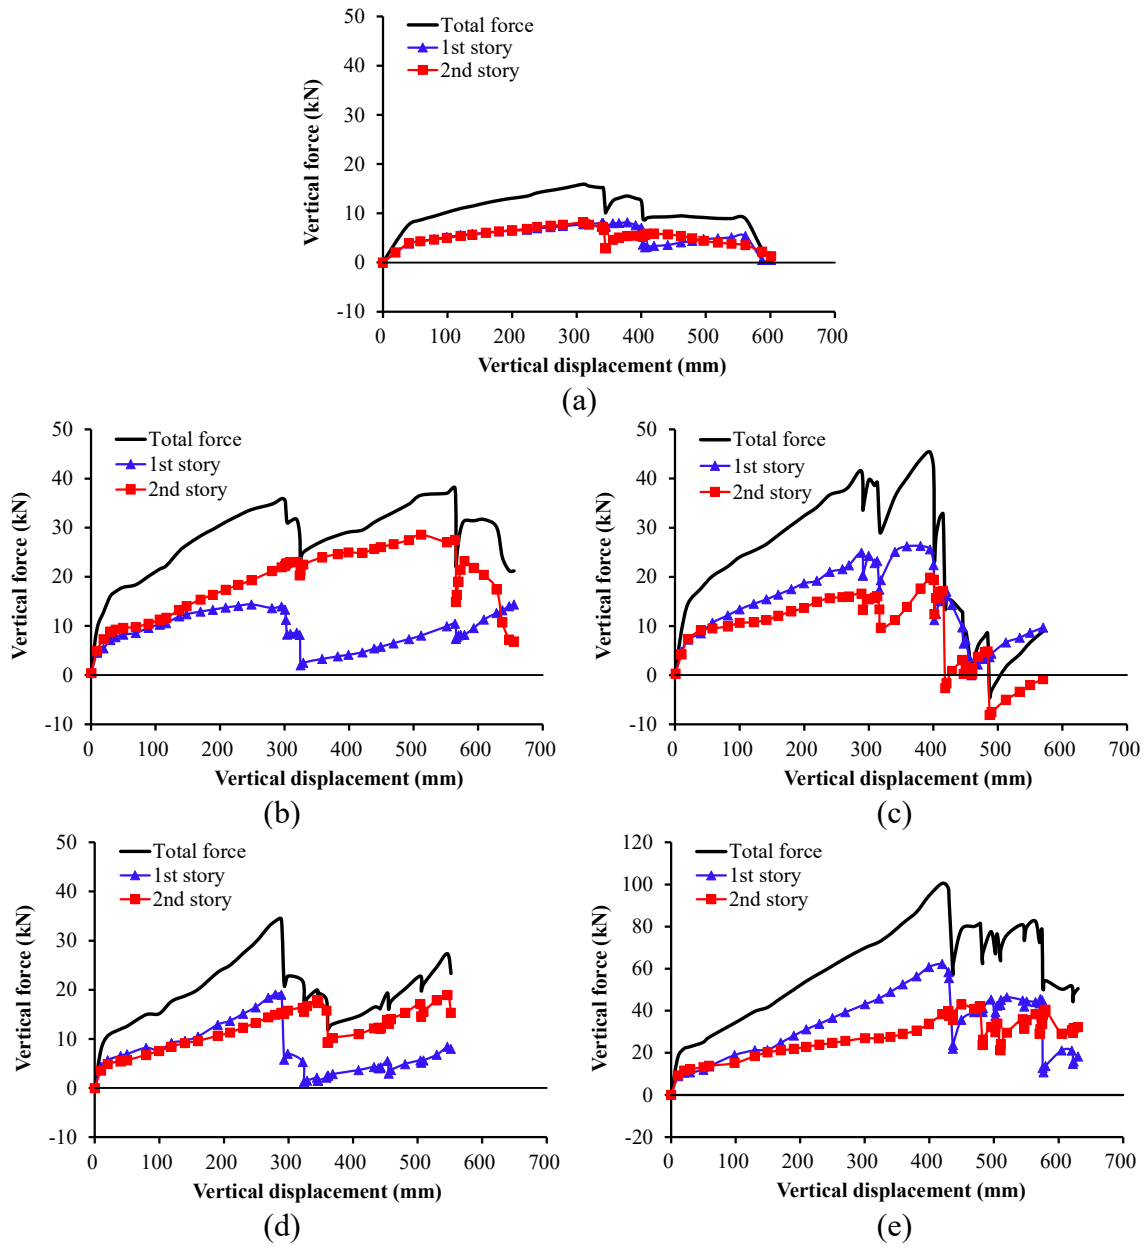 50
40
30
20
10
0
-10
Vertical force (kN)
Total force
1st story
2nd story
0 100 200 300 400 500 600 700
Vertical displacement (mm)
(a)
50
40
30
20
10
0
-10
Vertical force (kN)
Total force
1st story
2nd story
0 100 200 300 400 500 600 700
Vertical displacement (mm)
(b)
50
40
30
20
10
0
-10
Vertical force (kN)
Total force
1st story
2nd story
0 100 200 300 400 500 600 700
Vertical displacement (mm)
(c)
50
40
30
20
10
0
-10
Vertical force (kN)
Total force
1st story
2nd story
0 100 200 300 400 500 600 700
Vertical displacement (mm)
(d)
120
100
80
60
40
20
0
-20
Vertical force (kN)
Total force
1st story
2nd story
0 100 200 300 400 500 600 700
Vertical displacement (mm)
(e)